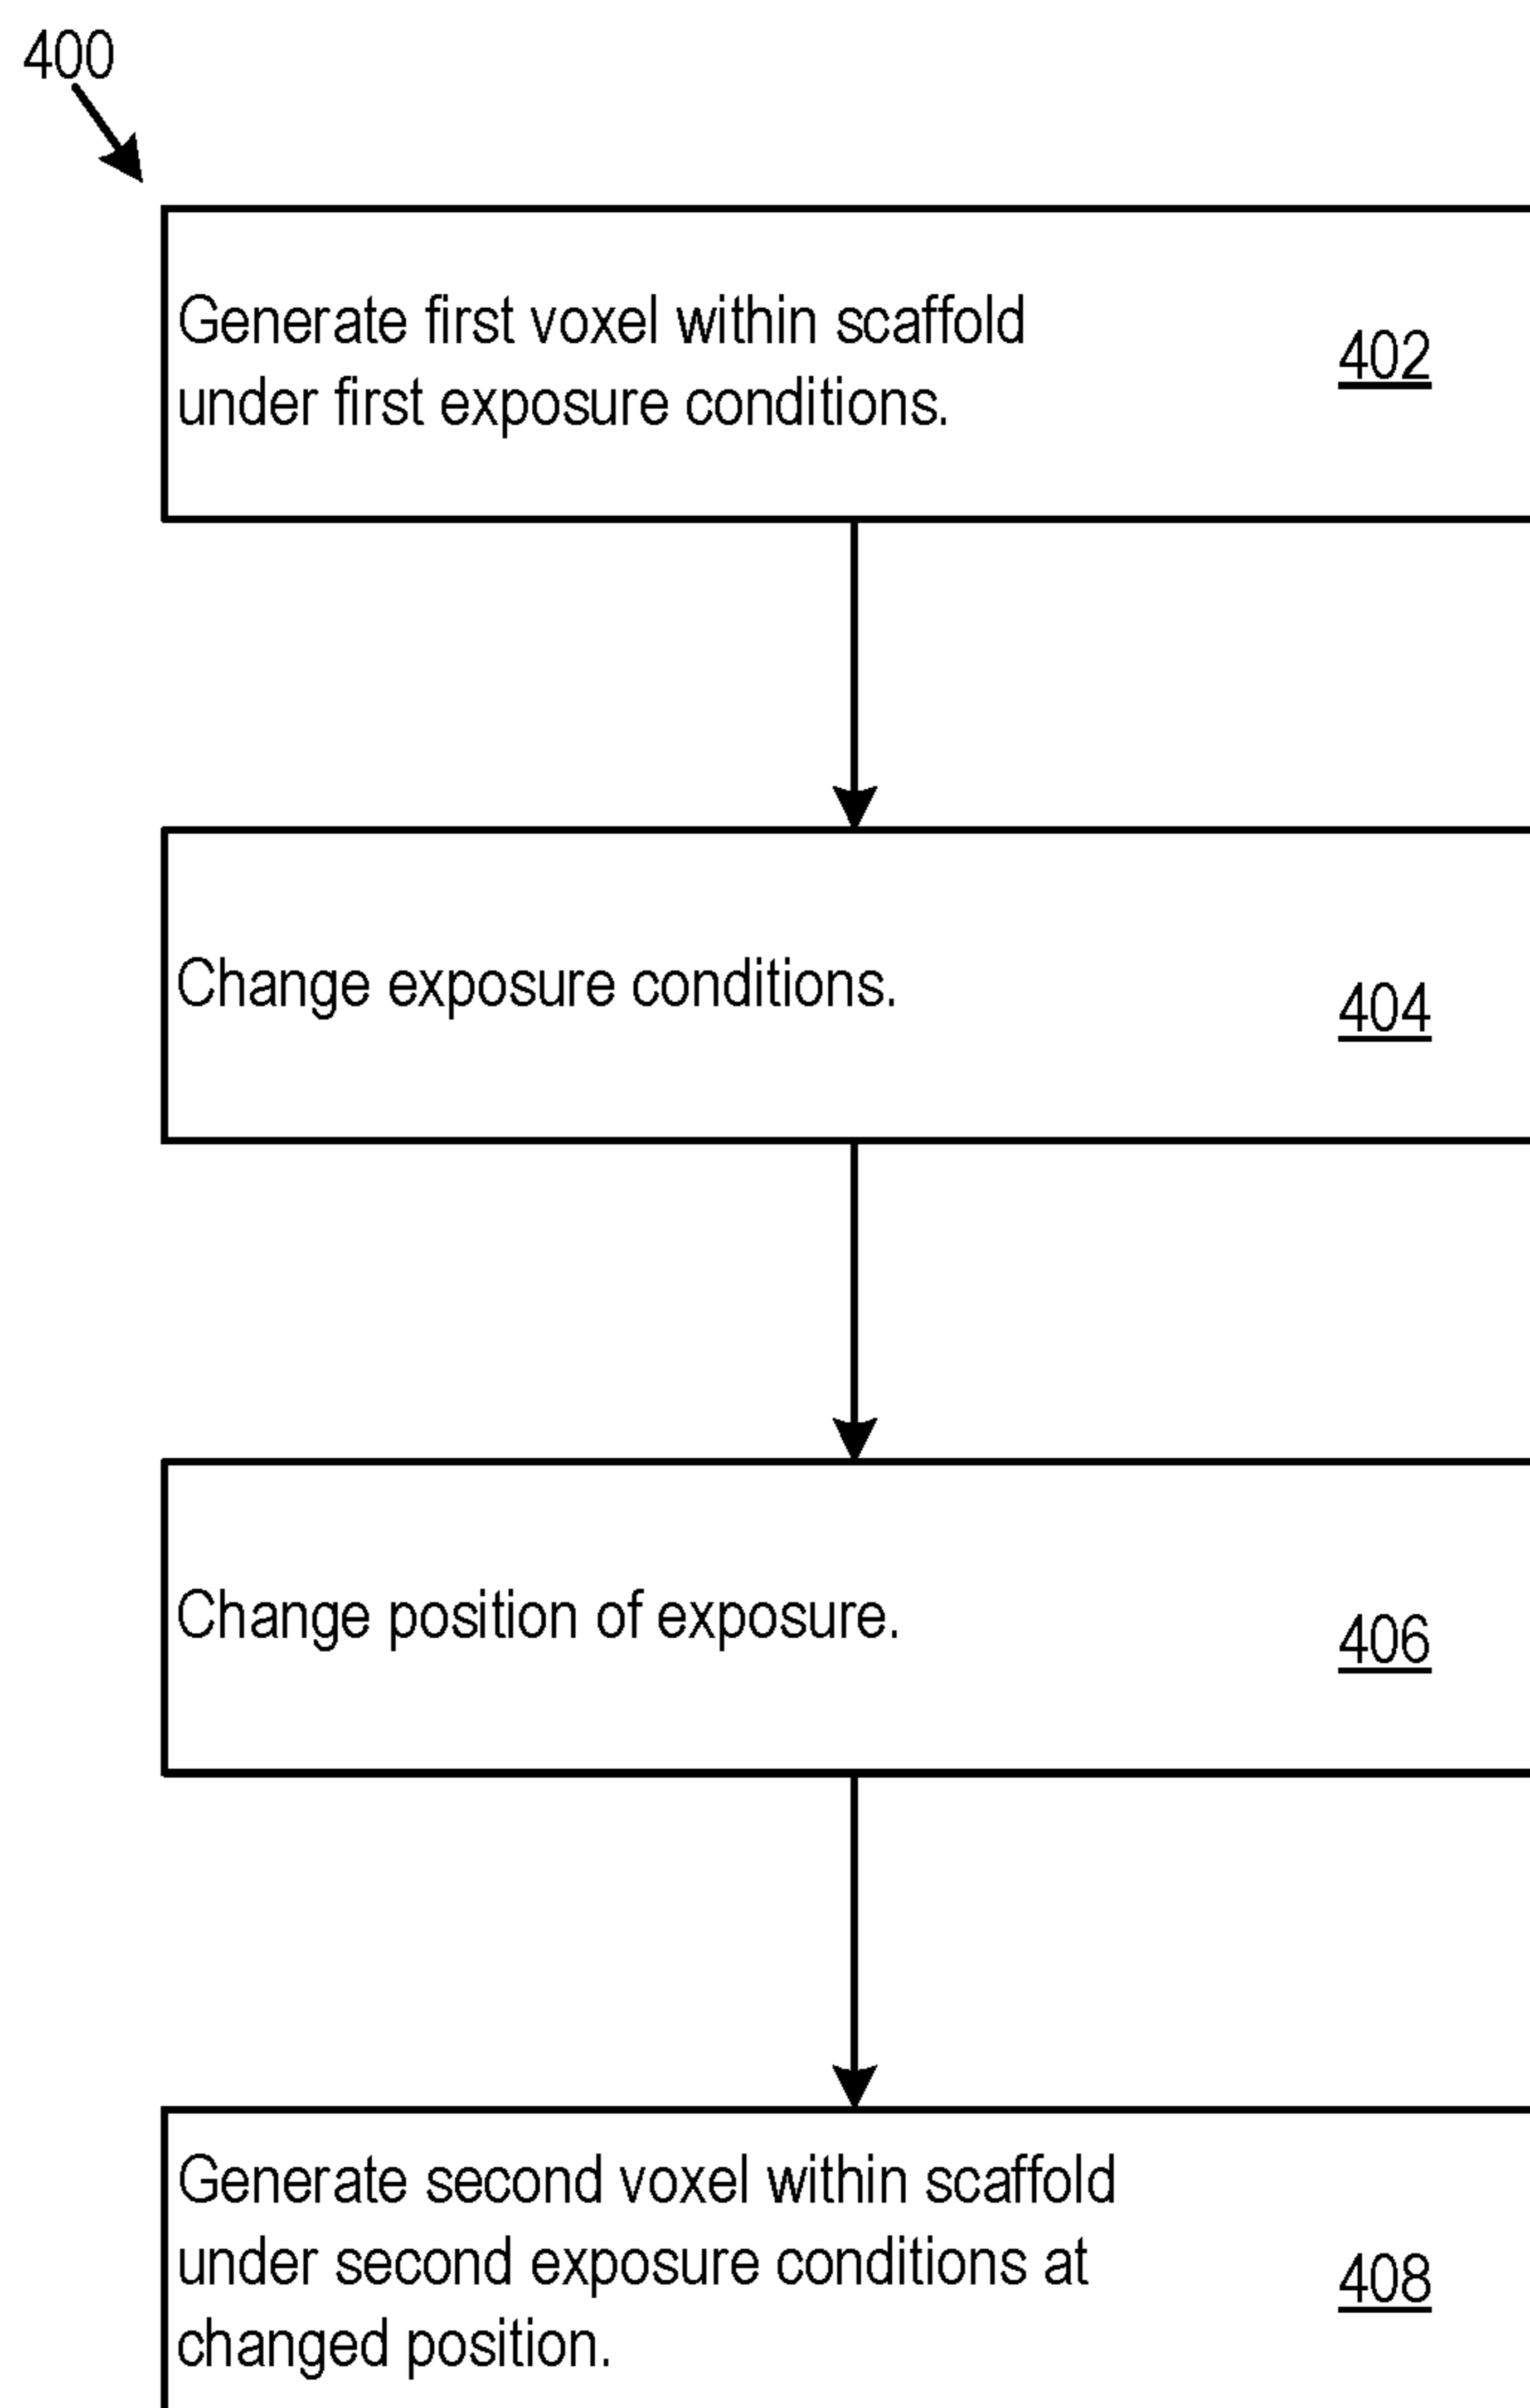 400
Generate first voxel within scaffold
under first exposure conditions.
402
Change exposure conditions.
404
Change position of exposure.
406
Generate second voxel within scaffold
under second exposure conditions at
changed position.
408